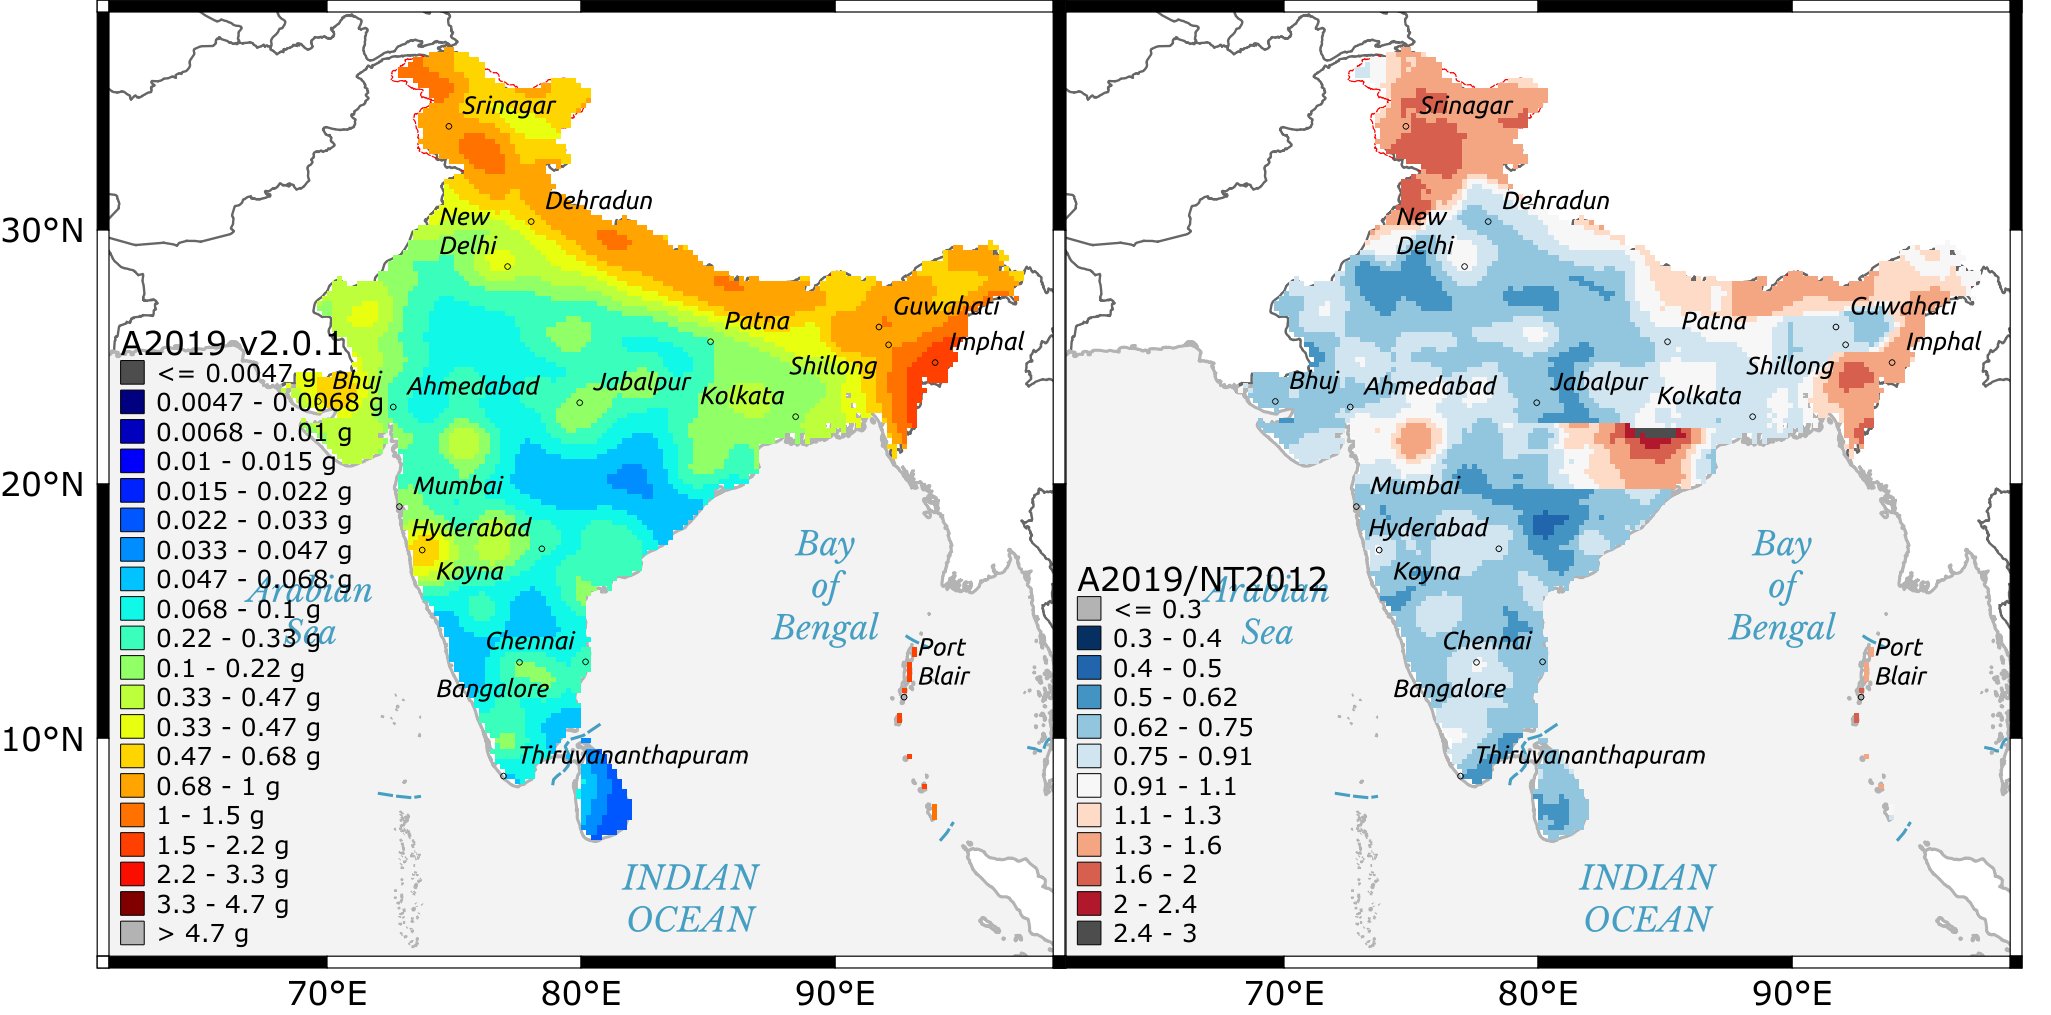 Srinagar
Dehradun
New
Delhi
30°N
Guwahati
Patna
Imphal
A2019 v2.0.1
Shillong
<= 0.0047 g
Bhuj
Ahmedabad
Jabalpur
Kolkata
0.0047 - 0.0068 g
0.0068 - 0.01 g
0.01 - 0.015 g
20°N
0.015 - 0.022 g
Mumbai
0.022 - 0.033 g
Hyderabad
0.033 - 0.047 g
Koyna
0.047 - 0.068 g
Arabian
Sea
Bay
of
Bengal
0.068 - 0.1 g
0.22 - 0.33 g
Chennai
Port
Blair
0.1 - 0.22 g
Bangalore
0.33 - 0.47 g
0.33 - 0.47 g
10°N
Thiruvananthapuram
0.47 - 0.68 g
0.68 - 1 g
1 - 1.5 g
1.5 - 2.2 g
2.2 - 3.3 g
3.3 - 4.7 g
> 4.7 g
INDIAN
OCEAN
70°E
80°E
90°E
Srinagar
Dehradun
New
Delhi
Guwahati
Patna
Imphal
Shillong
Bhuj
Ahmedabad
Jabalpur
Kolkata
Mumbai
Hyderabad
Koyna
Bay
of
Bengal
A2019/NT2012
Arabian
Sea
<= 0.3
0.3 - 0.4
Chennai
Port
Blair
0.4 - 0.5
Bangalore
0.5 - 0.62
0.62 - 0.75
Thiruvananthapuram
0.75 - 0.91
0.91 - 1.1
1.1 - 1.3
1.3 - 1.6
1.6 - 2
2 - 2.4
2.4 - 3
INDIAN
OCEAN
70°E
80°E
90°E